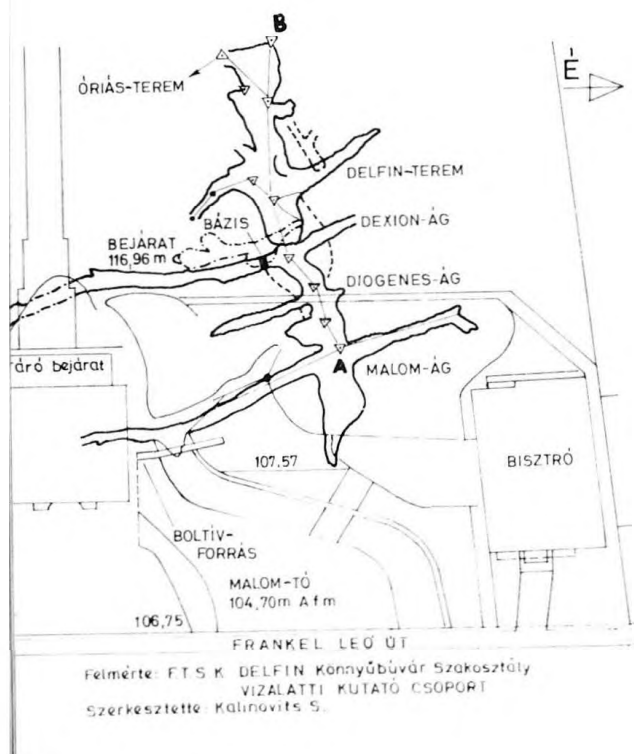 B
É
ÓRIÁS-TEREM
DELFIN-TEREM
BÁZIS
DEXION-ÁG
BEJÁRAT
116,96 m
DIOGENES-ÁG
áró bejárat
A
MALOM-ÁG
107,57
BISZTRÓ
BOLTÍV-
FORRÁS
MALOM-TÓ
104,70m A f m
106,75
FRANKEL LEÓ ÚT
Felmérte: F.T.S.K. DELFIN Könnyűbúvár Szakosztály
VIZALATTI KUTATÓ CSOPORT
Szerkesztette: Kalinovits S.